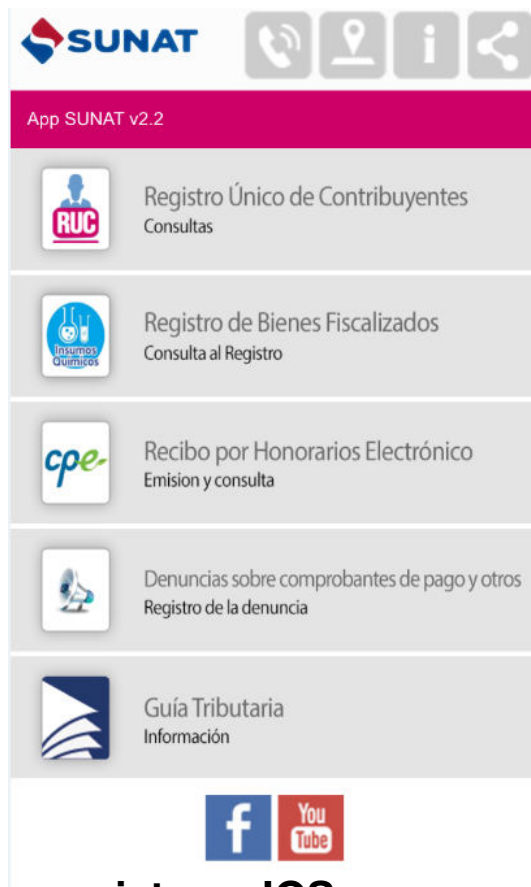 SUNAT
App SUNAT v2.2
RUC
Registro Único de Contribuyentes
Consultas
Insumos
Químicos
Registro de Bienes Fiscalizados
Consulta al Registro
cpe
Recibo por Honorarios Electrónico
Emision y consulta
Denuncias sobre comprobantes de pago y otros
Registro de la denuncia
Guía Tributaria
Información
f
You
Tube